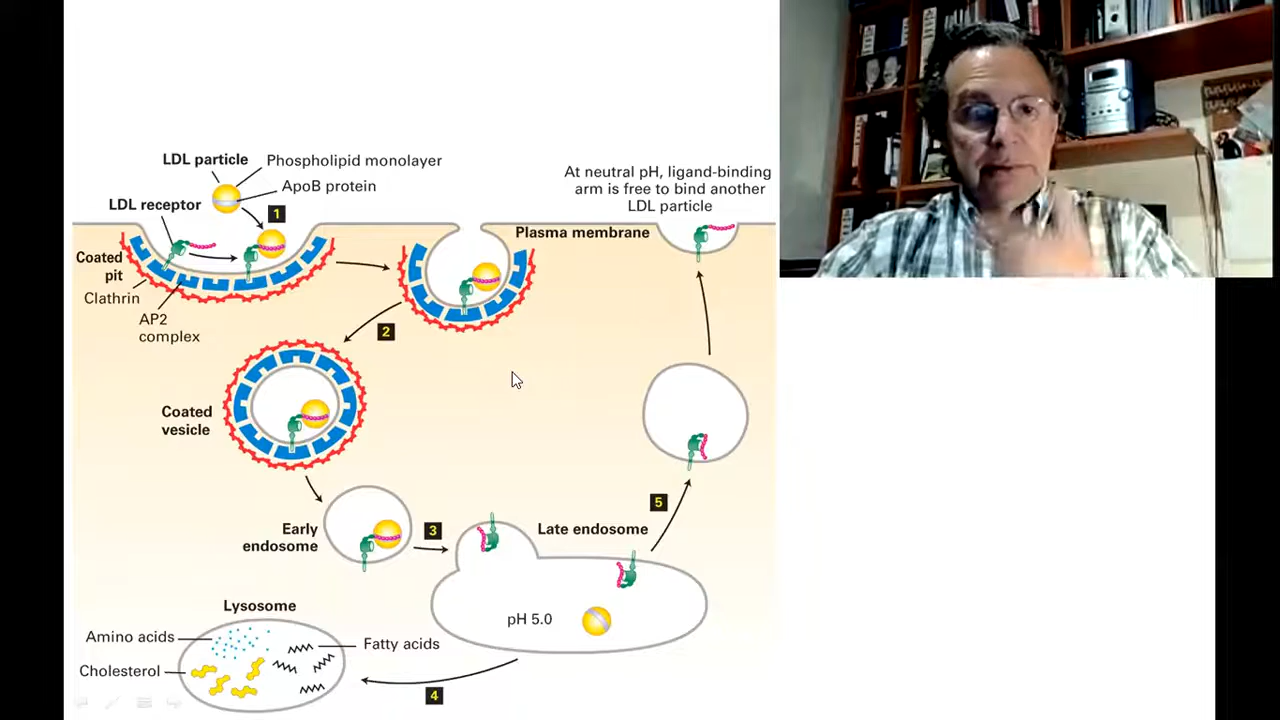 LDL particle
Phospholipid monolayer
ApoB protein
LDL receptor
1
At neutral pH, ligand-binding
arm is free to bind another
LDL particle
Plasma membrane
Coated
pit
Clathrin
AP2
complex
2
Coated
vesicle
Early
endosome
3
Late endosome
5
pH 5.0
Lysosome
Amino acids
Fatty acids
Cholesterol
4